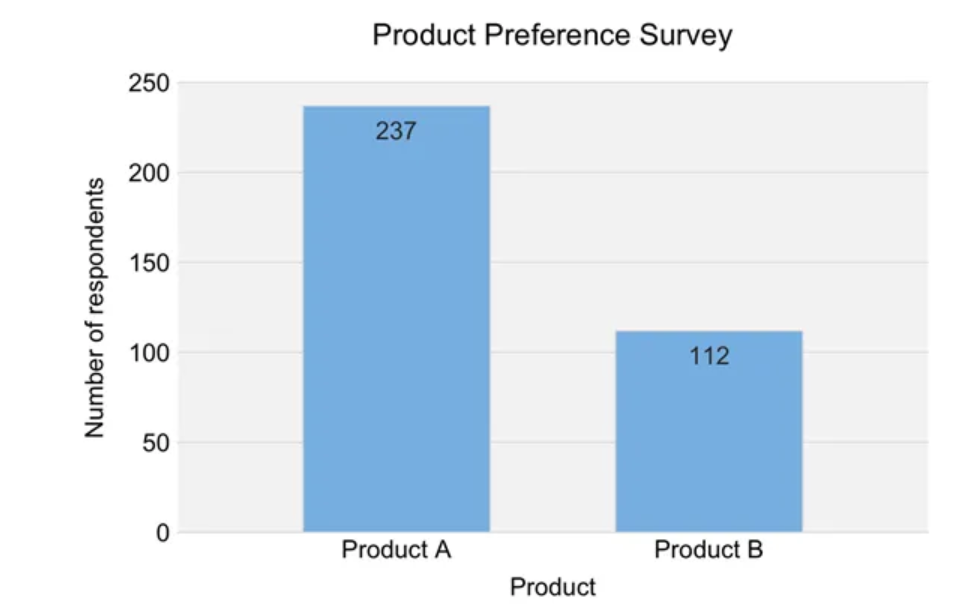 Product Preference Survey
250
200
150
100
50
0
Number of respondents
237
112
Product A
Product B
Product